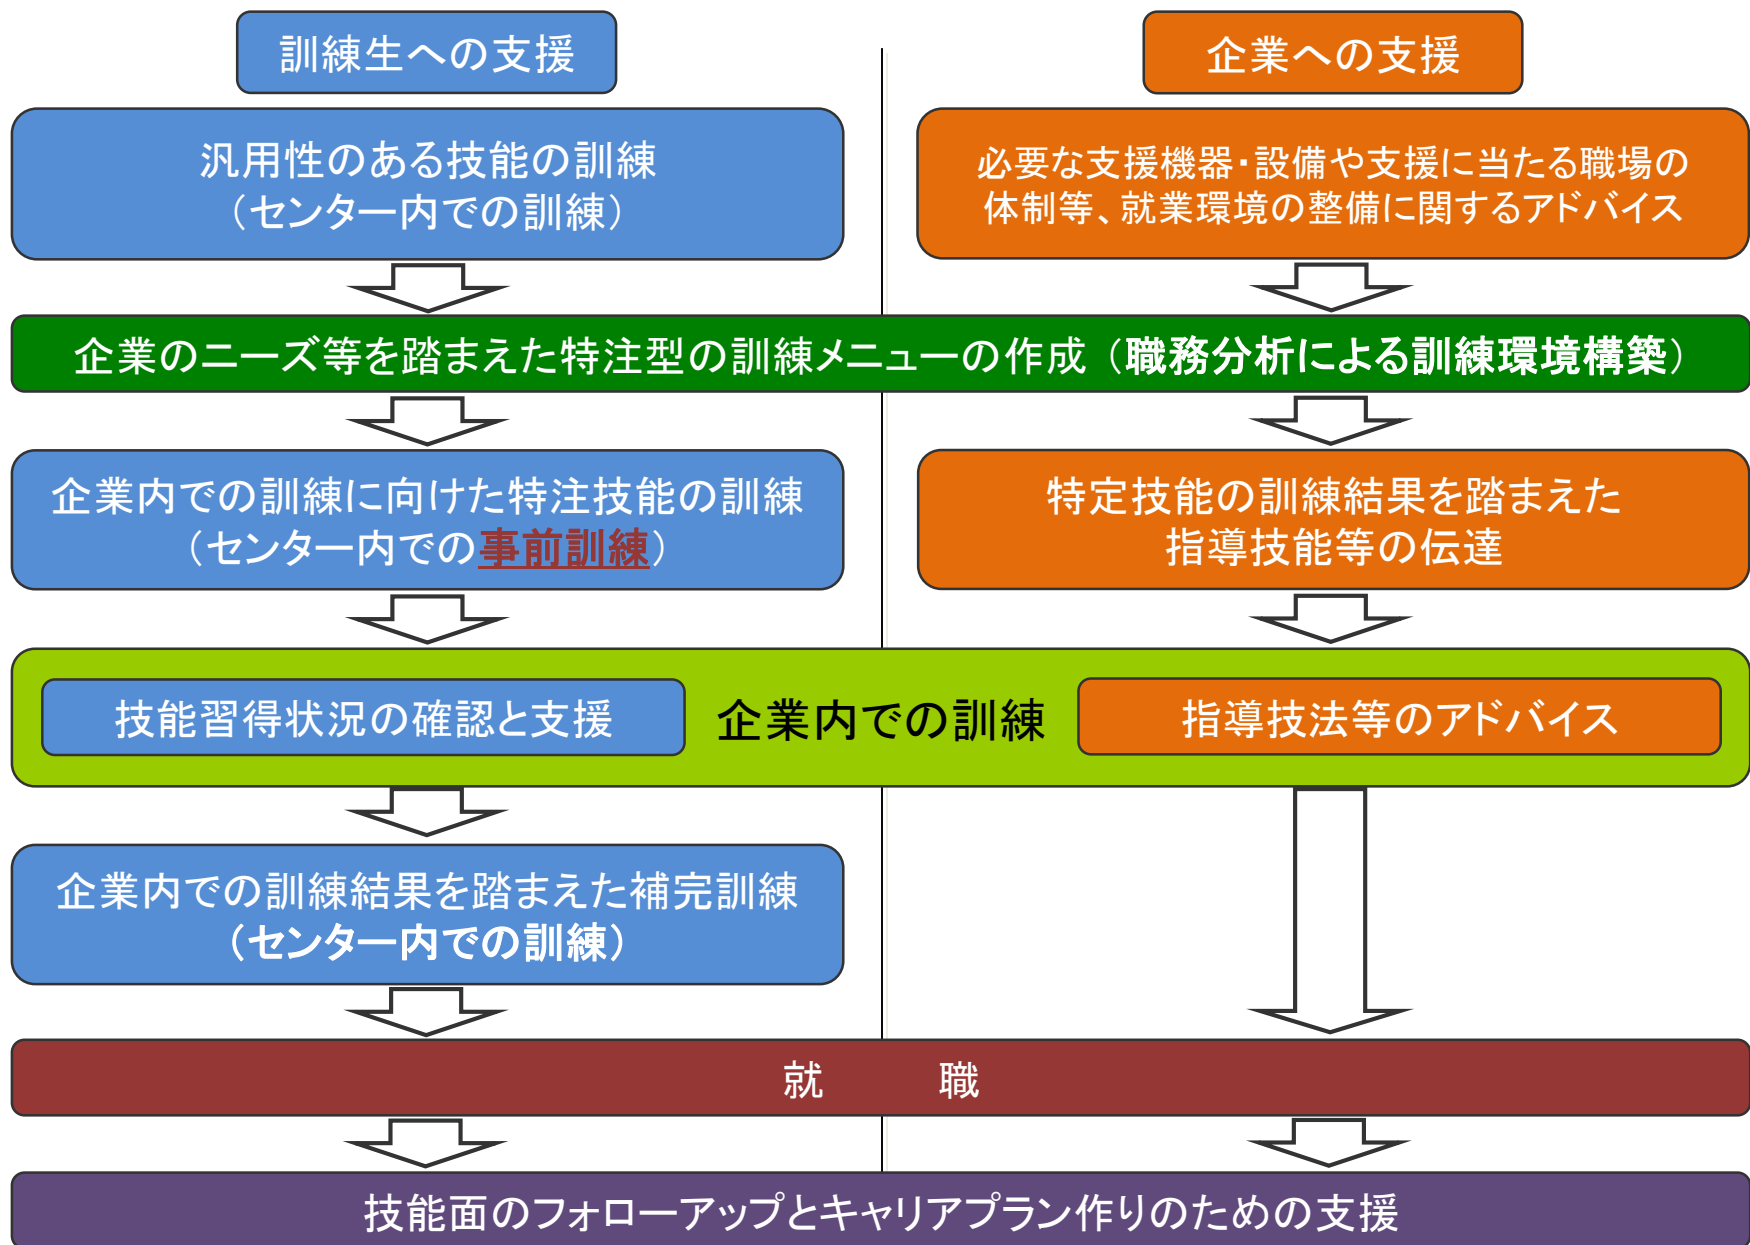 訓練生への支援
企業への支援
汎用性のある技能の訓練
（センター内での訓練）
必要な支援機器・設備や支援に当たる職場の
体制等、就業環境の整備に関するアドバイス
企業のニーズ等を踏まえた特注型の訓練メニューの作成（職務分析による訓練環境構築）
企業内での訓練に向けた特注技能の訓練
（センター内での事前訓練）
特定技能の訓練結果を踏まえた
指導技能等の伝達
技能習得状況の確認と支援
企業内での訓練
指導技法等のアドバイス
企業内での訓練結果を踏まえた補完訓練
（センター内での訓練）
就　　職
技能面のフォローアップとキャリアプラン作りのための支援